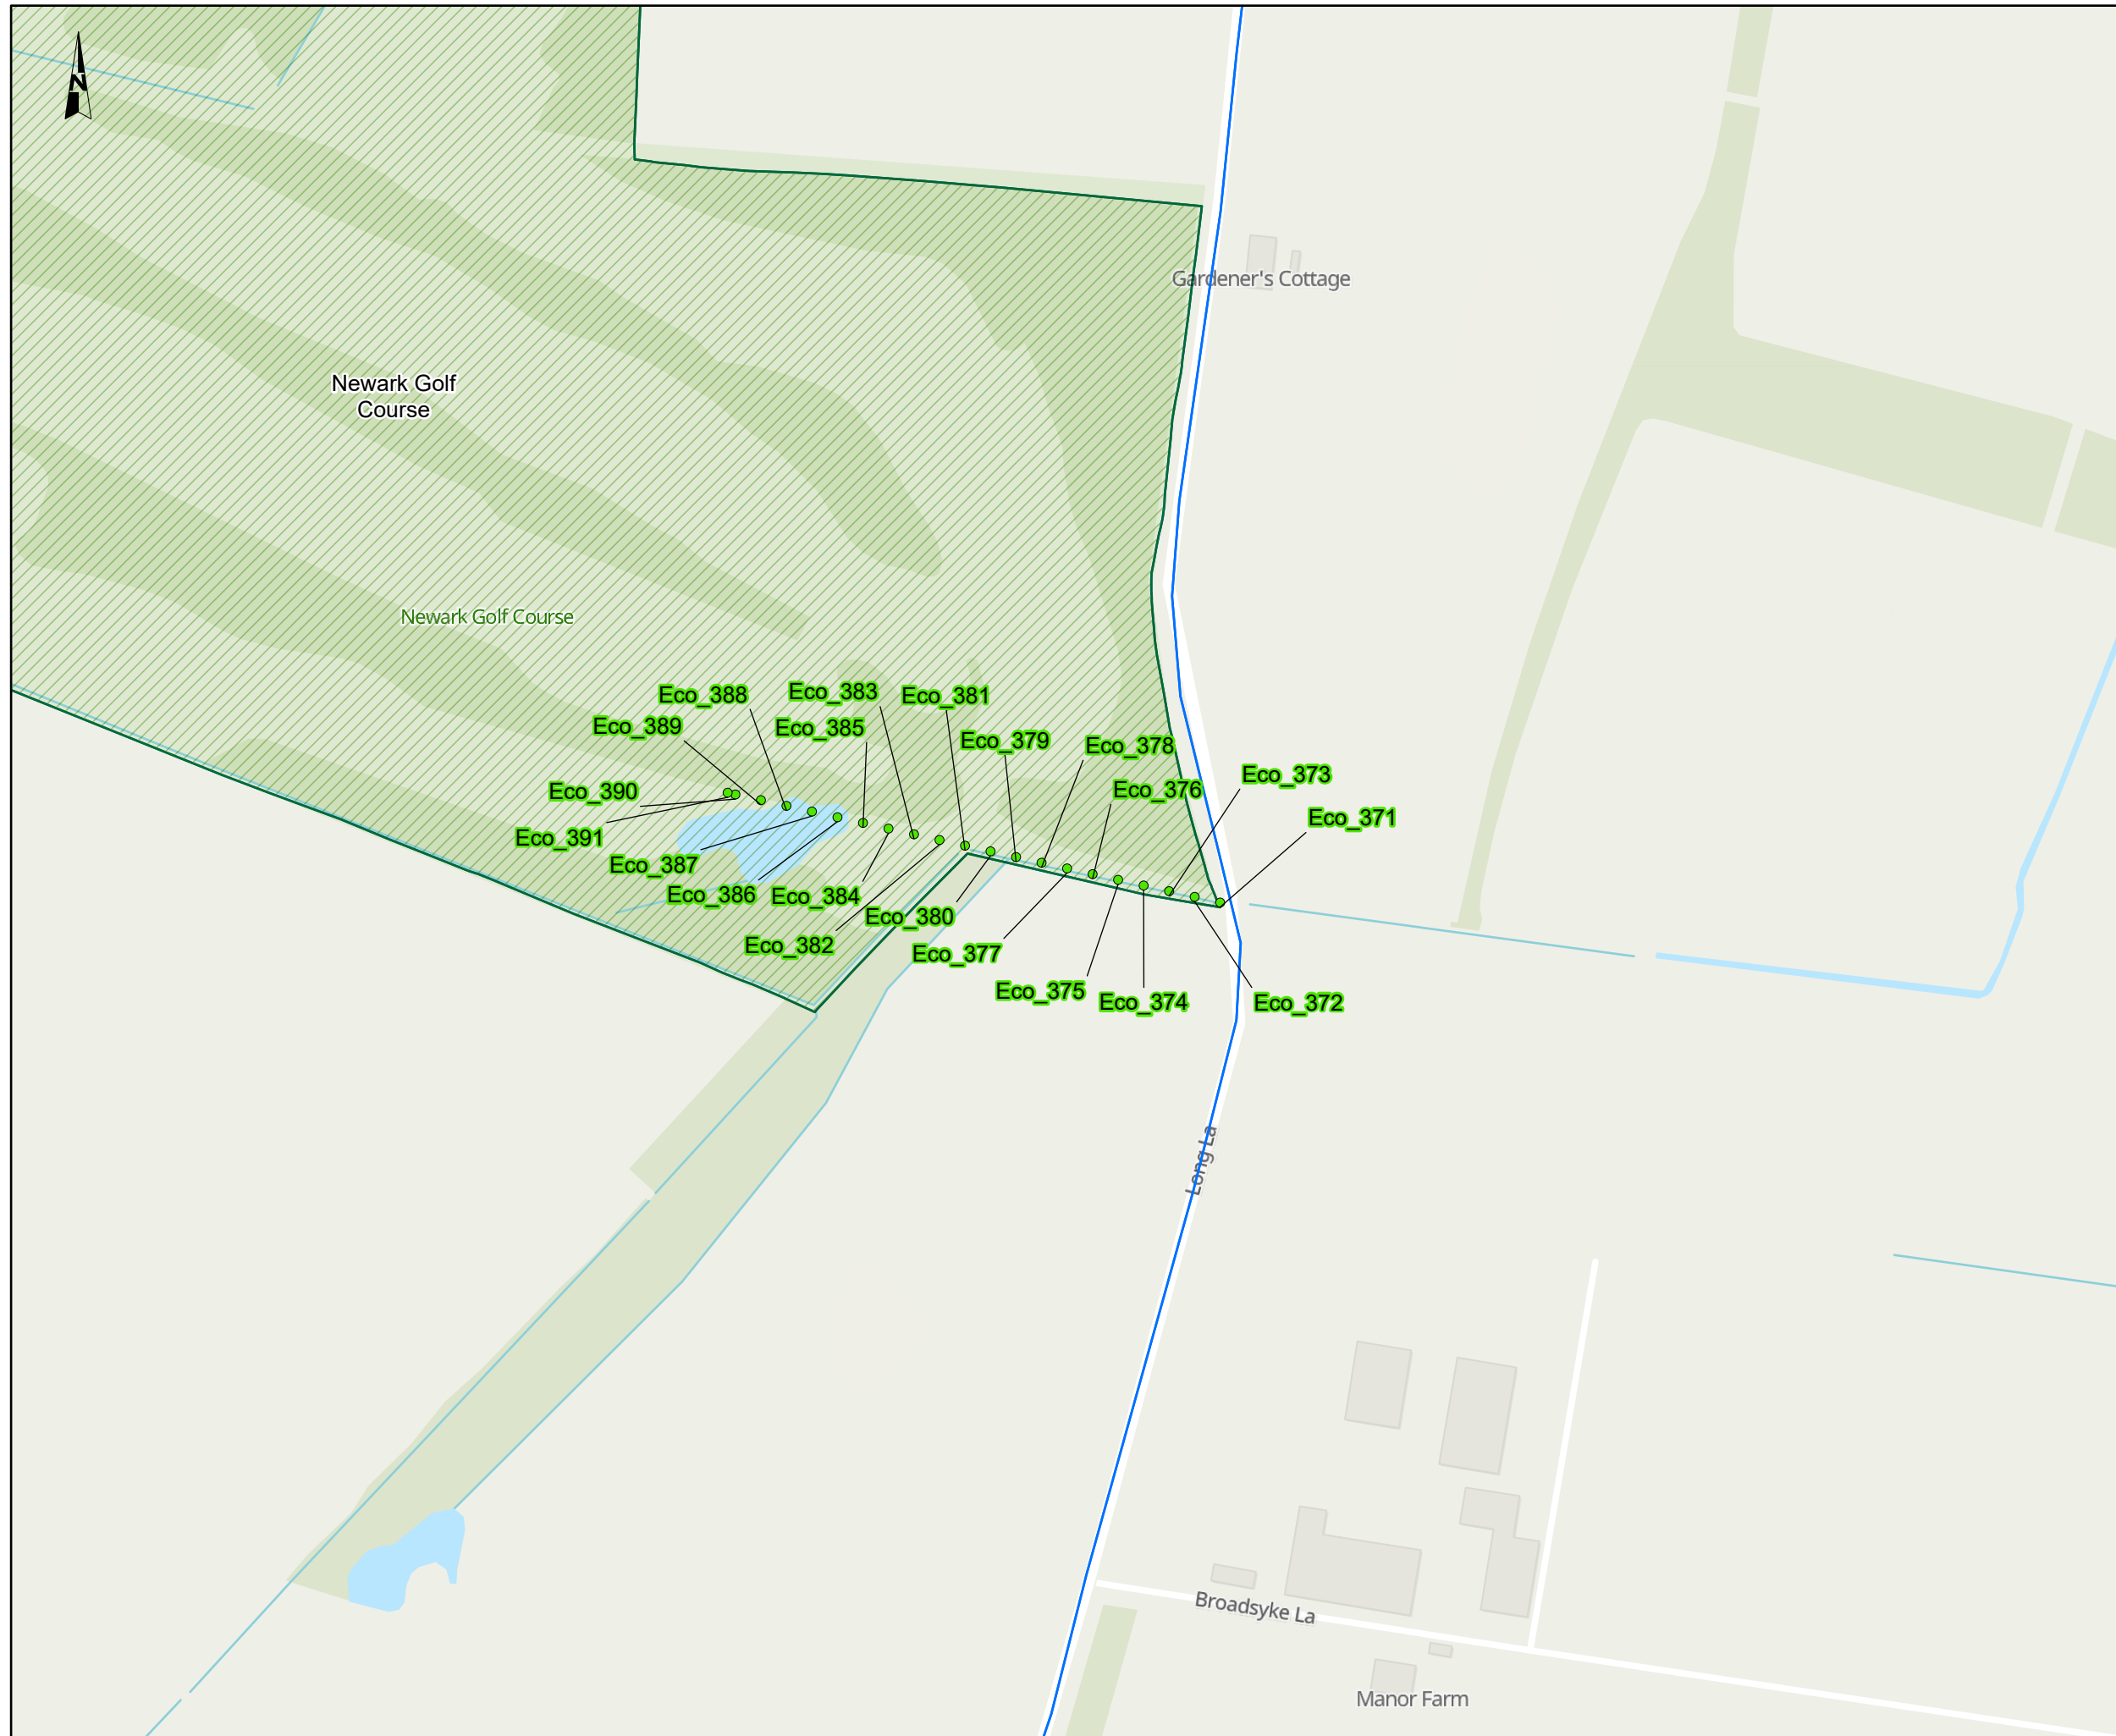 N
Gardener's Cottage
Newark Golf
Course
Newark Golf Course
Eco_388
Eco_383
Eco_381
Eco_389
Eco_385
Eco_379
Eco_378
Eco_373
Eco_390
Eco_376
Eco_371
Eco_391
Eco_387
Eco_386
Eco_384
Eco_380
Eco_382
Eco_377
Eco_375
Eco_374
Eco_372
Long La
Broadsyke La
Manor Farm